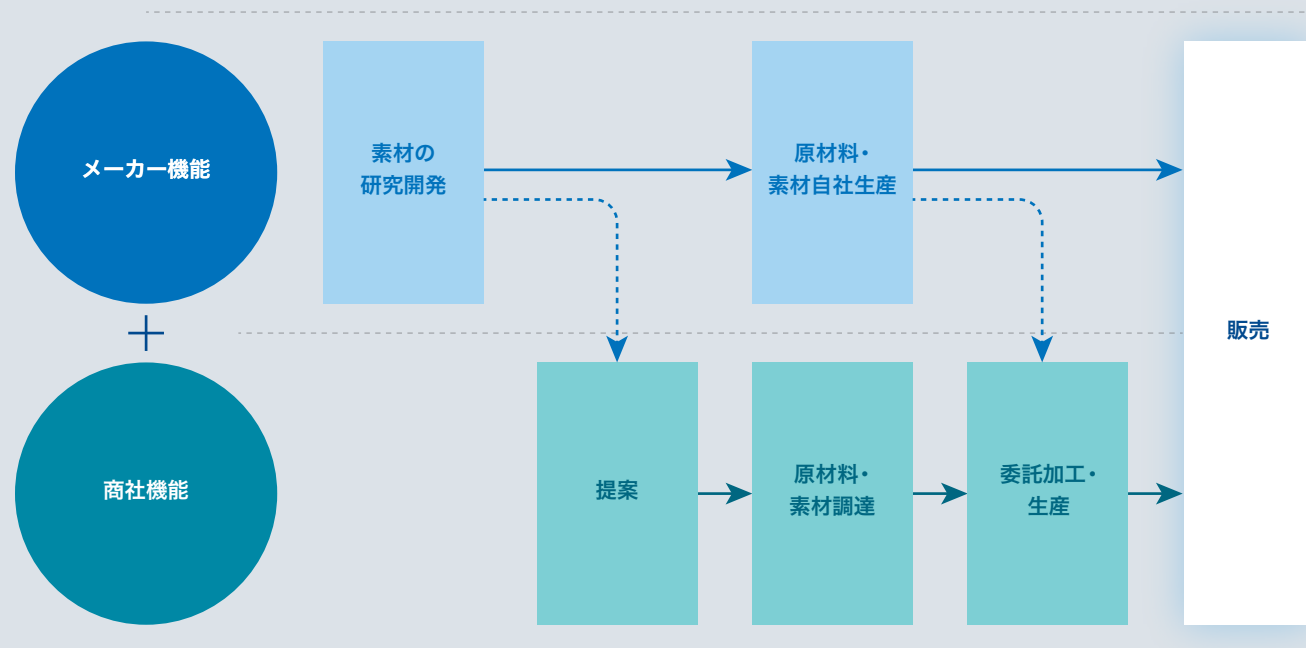 メーカー機能
素材の
研究開発
原材料・
素材自社生産
販売
商社機能
提案
原材料・
素材調達
委託加工・
生産